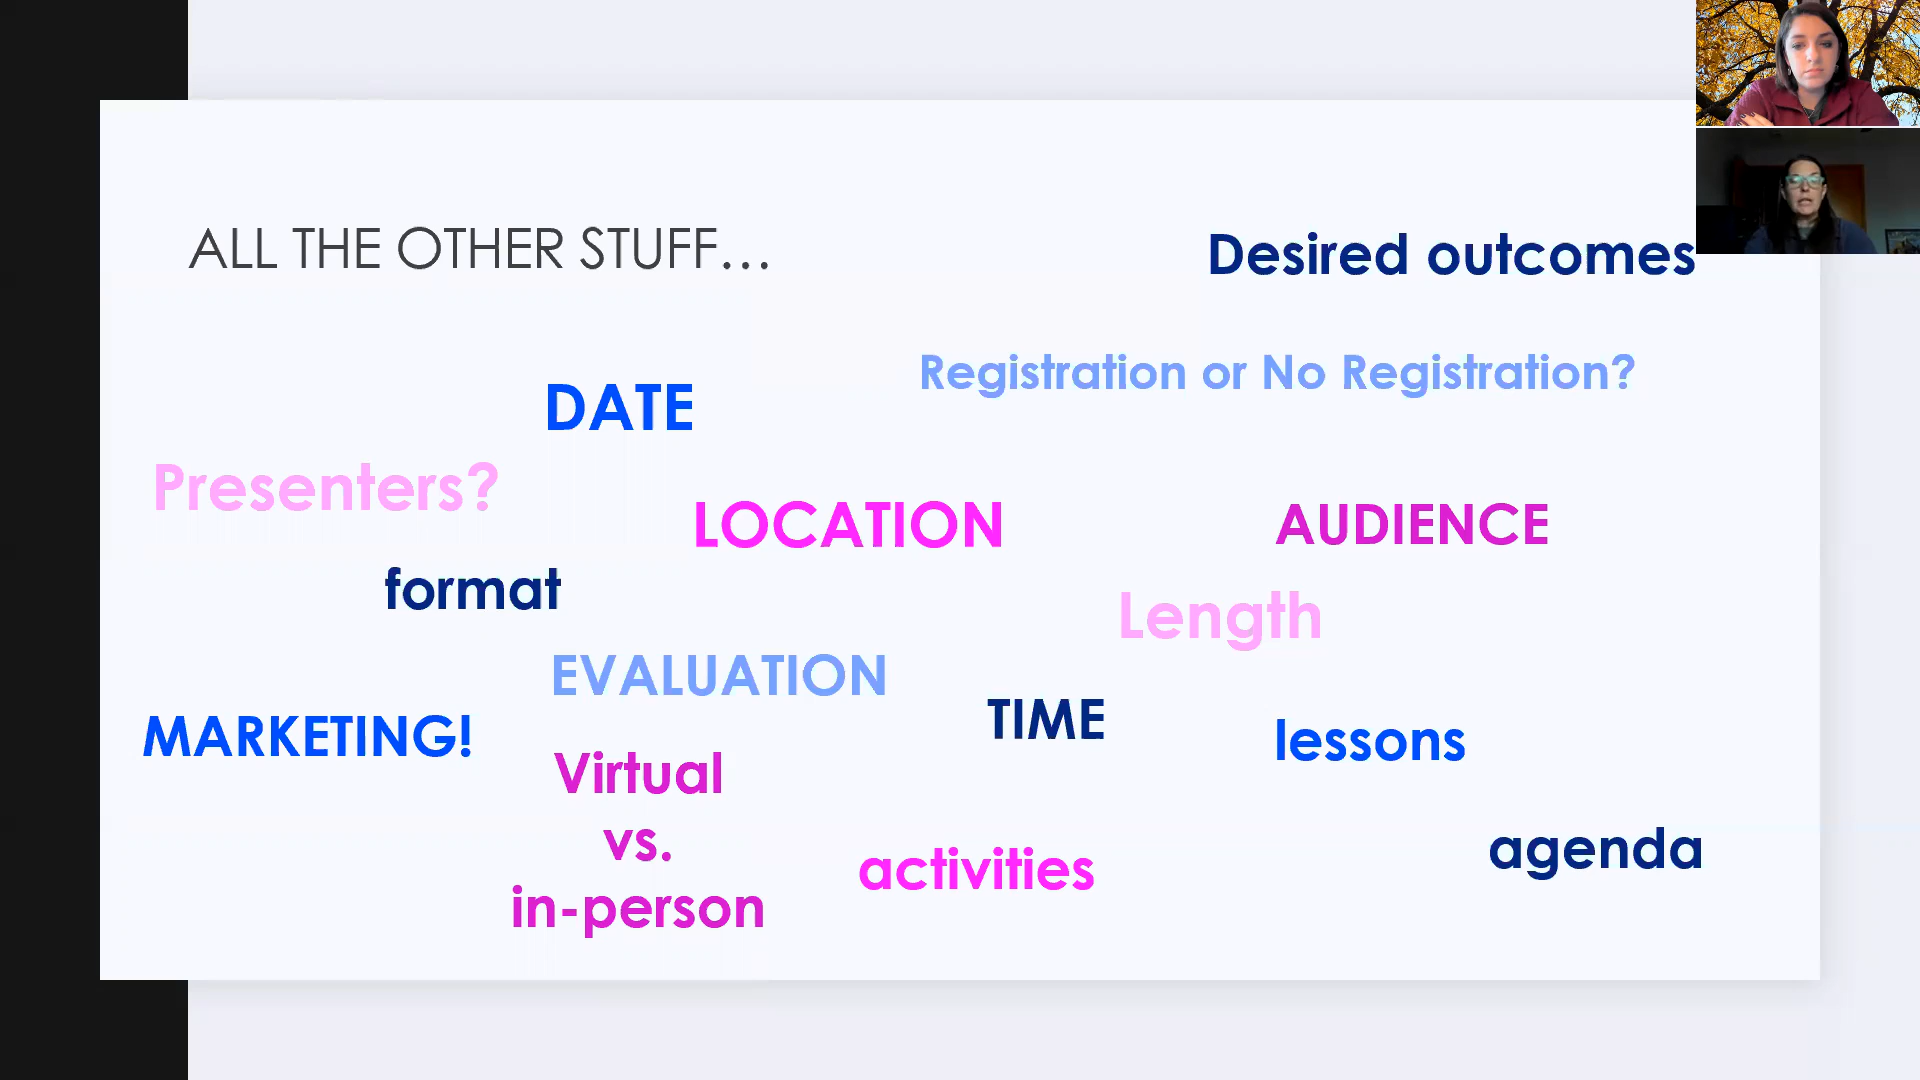 ALL THE OTHER STUFF...
Desired outcomes
Registration or No Registration?
DATE
Presenters?
LOCATION
AUDIENCE
format
Length
EVALUATION
TIME
MARKETING!
lessons
Virtual
vs.
in-person
activities
agenda